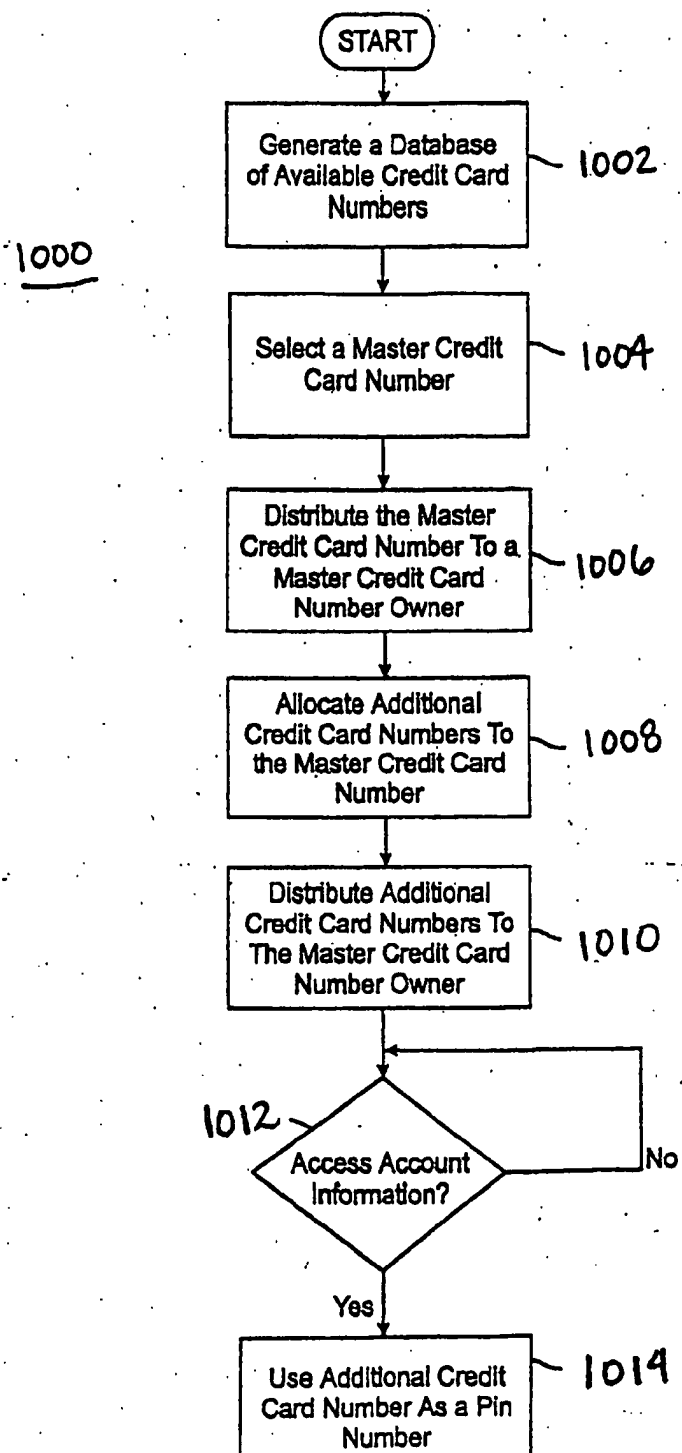 START
Generate a Database
of Available Credit Card
Numbers
1002
1000
Select a Master Credit
Card Number
1004
Distribute the Master
Credit Card Number To a
Master Credit Card
Number Owner
1006
Allocate Additional
Credit Card Numbers To
the Master Credit Card
Number
1008
Distribute Additional
Credit Card Numbers To
The Master Credit Card
Number Owner
1010
1012
Access Account
Information?
No
Yes
Use Additional Credit
Card Number As a Pin
Number
1014